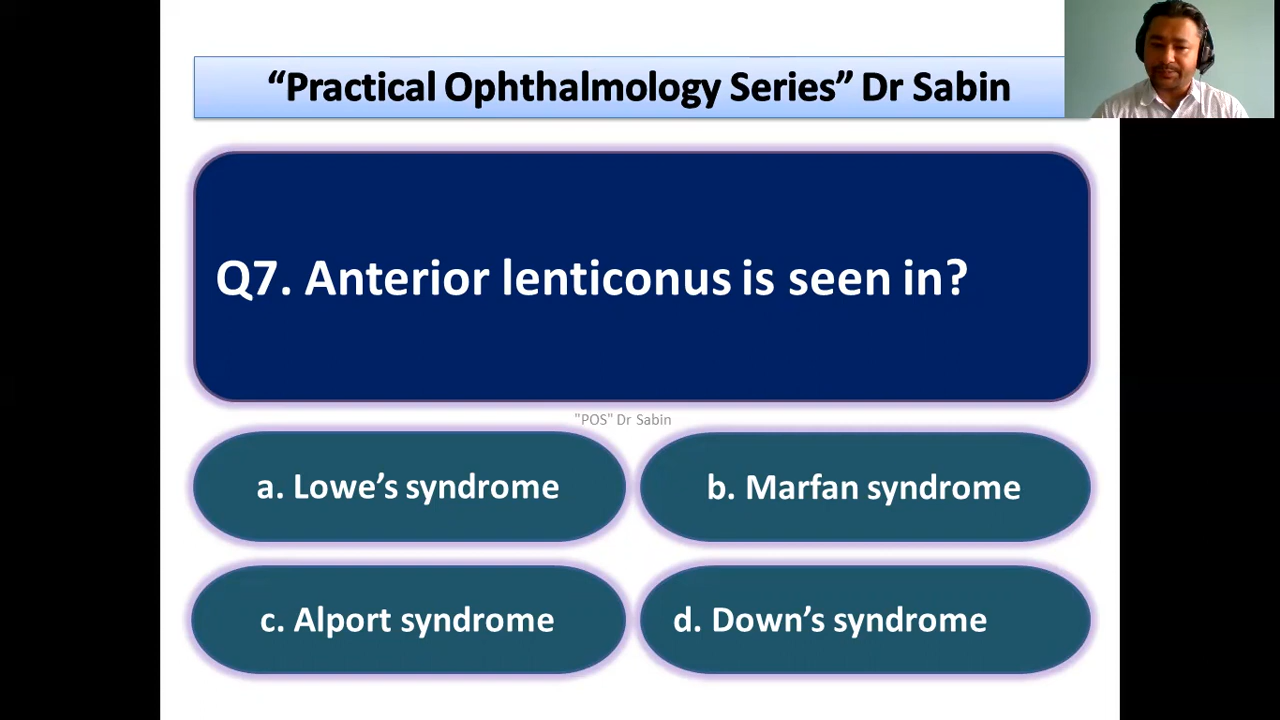 “Practical Ophthalmology Series” Dr Sabin
Q7. Anterior lenticonus is seen in?
"POS" Dr Sabin
a. Lowe’s syndrome
b. Marfan syndrome
c. Alport syndrome
d. Down’s syndrome